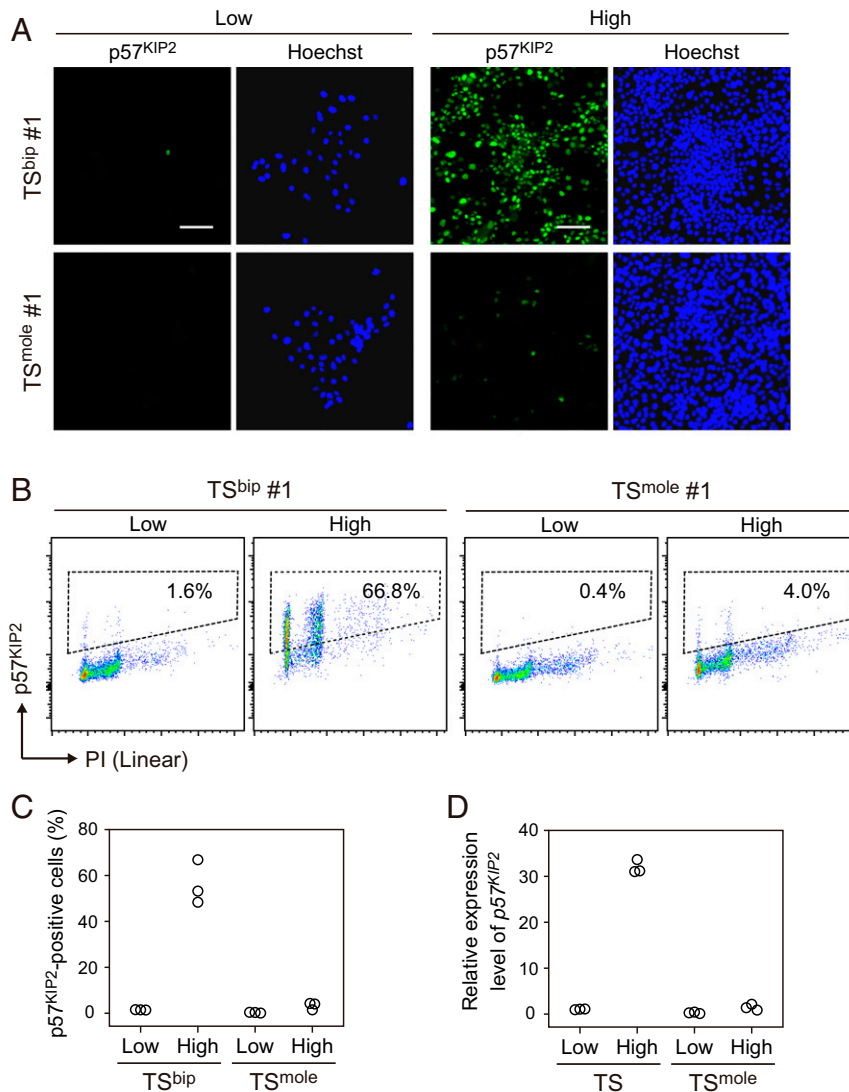 A
Low High
p57KIP2 Hoechst p57KIP2 Hoechst
TSbip #1
TSmole #1
B
TSbip #1 TSmole #1
Low High Low High
1.6% 66.8% 0.4% 4.0%
p57KIP2
PI (Linear)
C
p57KIP2-positive cells (%)
80
60
40
20
0
Low High Low High
TSbip TSmole
D
Relative expression
level of p57KIP2
40
30
20
10
0
Low High Low High
TS TSmole